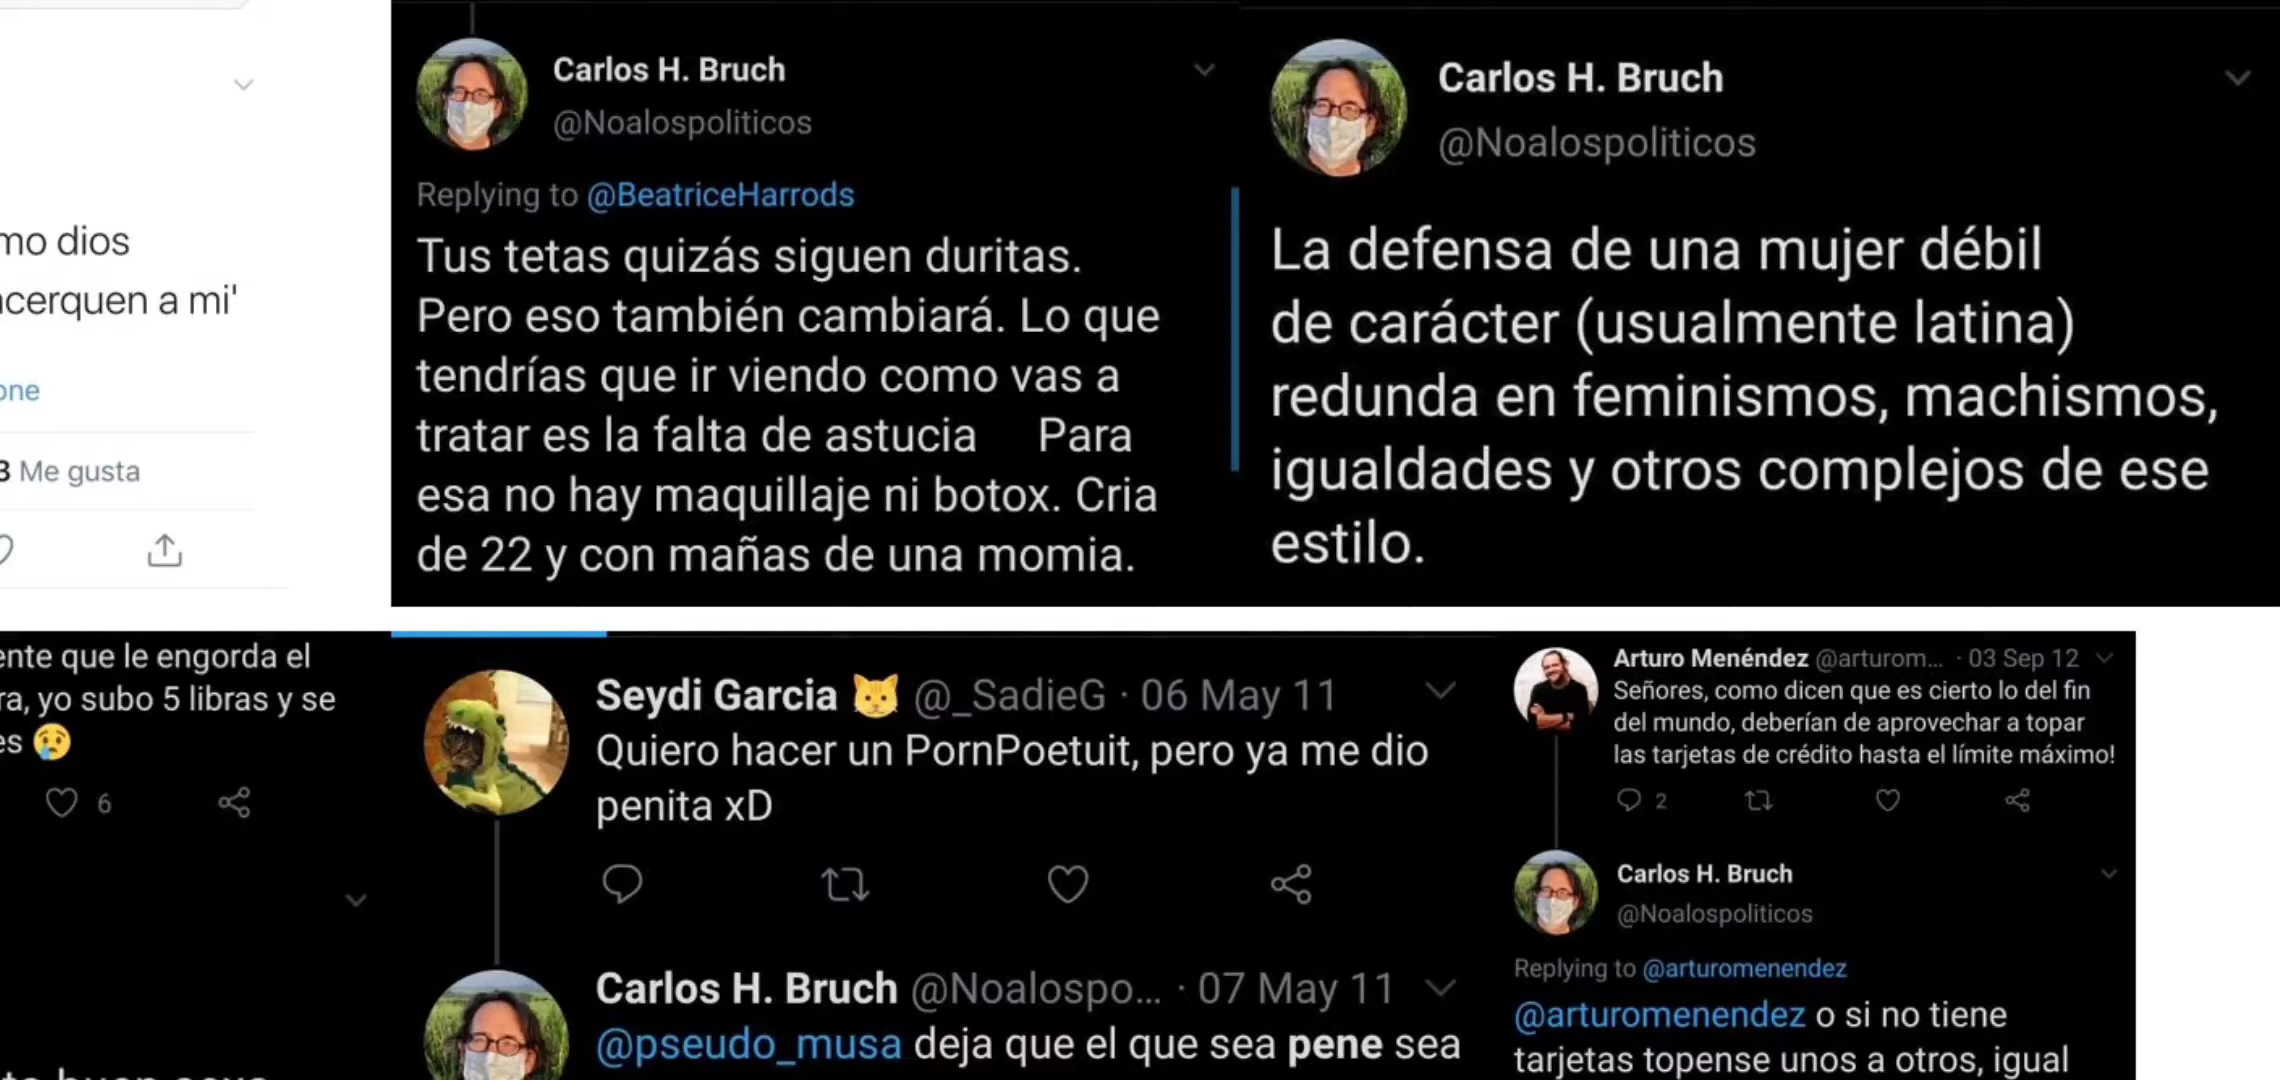 mo dios
acerquen a mi'
one
3 Me gusta
Carlos H. Bruch
@Noalospoliticos
Replying to @BeatriceHarrods
Tus tetas quizás siguen duritas.
Pero eso también cambiará. Lo que
tendrías que ir viendo como vas a
tratar es la falta de astucia Para
esa no hay maquillaje ni botox. Cria
de 22 y con mañas de una momia.
Carlos H. Bruch
@Noalospoliticos
La defensa de una mujer débil
de carácter (usualmente latina)
redunda en feminismos, machismos,
igualdades y otros complejos de ese
estilo.
ente que le engorda el
ra, yo subo 5 libras y se
es 😢
6
Seydi Garcia 🐱 @_SadieG · 06 May 11
Quiero hacer un PornPoetuit, pero ya me dio
penita xD
Carlos H. Bruch @Noalospo... · 07 May 11
@pseudo_musa deja que el que sea pene sea
Arturo Menéndez @arturom... · 03 Sep 12
Señores, como dicen que es cierto lo del fin
del mundo, deberían de aprovechar a topar
las tarjetas de crédito hasta el límite máximo!
2
Carlos H. Bruch
@Noalospoliticos
Replying to @arturomenendez
@arturomenendez o si no tiene
tarjetas topense unos a otros, igual